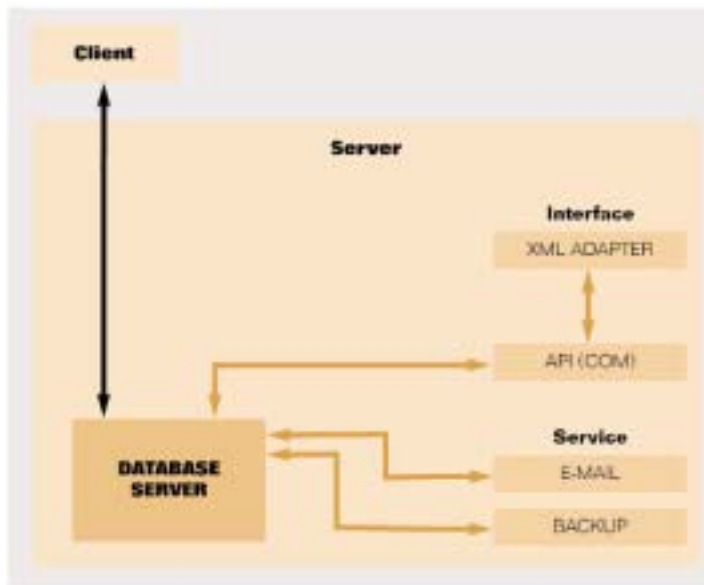 Client
Server
Interface
XML ADAPTER
API (COM)
DATABASE
SERVER
Service
E-MAIL
BACKUP